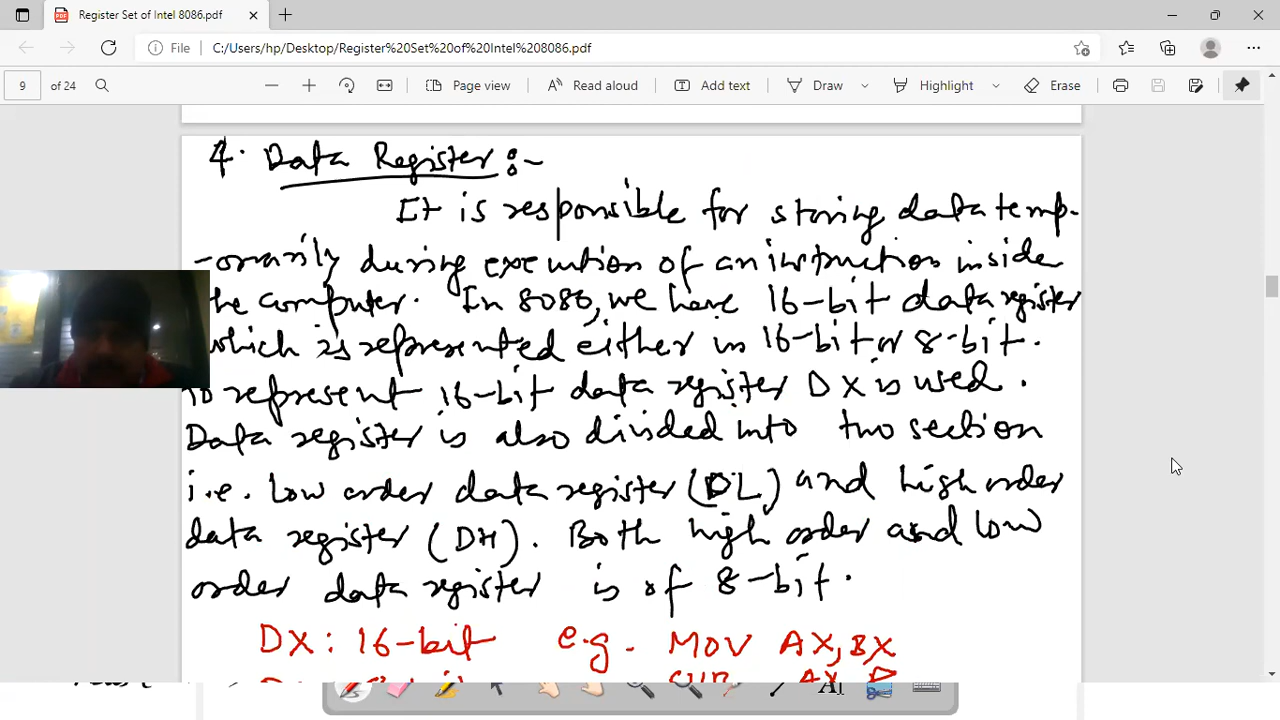 Register Set of Intel 8086.pdf
File C:/Users/hp/Desktop/Register%20Set%20of%20Intel%208086.pdf
9 of 24 Page view Read aloud Add text Draw Highlight Erase
4. Data Register :-
It is responsible for storing data temp-
-orarily during execution of an instruction inside
the computer. In 8086, we have 16-bit data register
which is represented either in 16-bit or 8-bit.
To represent 16-bit data register DX is used.
Data register is also divided into two section
i.e. Low order data register (DL) and high order
data register (DH). Both high order and low
order data register is of 8-bit.
DX: 16-bit e.g. MOV AX, BX